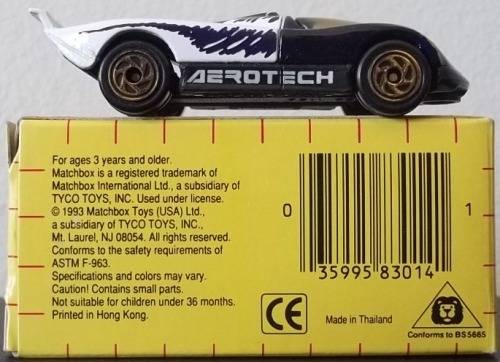 AEROTECH
For ages 3 years and older.
Matchbox is a registered trademark of
Matchbox International Ltd., a subsidiary of
TYCO TOYS, INC. Used under license.
© 1993 Matchbox Toys (USA) Ltd.,
a subsidiary of TYCO TOYS, INC.,
Mt. Laurel, NJ 08054. All rights reserved.
Conforms to the safety requirements of
ASTM F-963.
Specifications and colors may vary.
Caution! Contains small parts.
Not suitable for children under 36 months.
Printed in Hong Kong.
0 35995 83014 1
CE
Made in Thailand
Conforms to BS5665